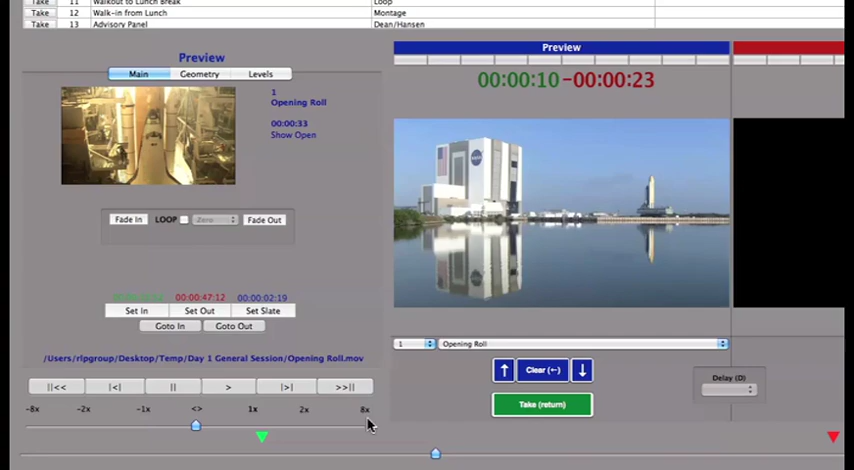 Take 11 Walkout to Lunch Break Loop
Take 12 Walk-in from Lunch Montage
Take 13 Advisory Panel Dean/Hansen
Preview
Main Geometry Levels
1
Opening Roll
00:00:33
Show Open
Fade In LOOP Zero Fade Out
00:00:47:12 00:00:02:19
Set In Set Out Set Slate
Goto In Goto Out
/Users/rlpgroup/Desktop/Temp/Day 1 General Session/Opening Roll.mov
||<< |<| || > |>| >>||
-8x -2x -1x <> 1x 2x 8x
Preview
00:00:10 -00:00:23
NASA
1 Opening Roll
↑ Clear (←) ↓
Take (return)
Delay (D)